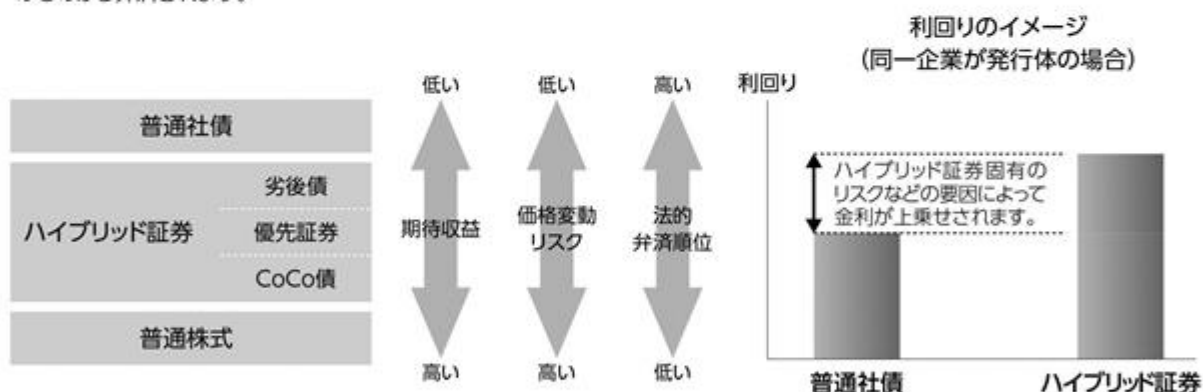 利回りのイメージ
(同一企業が発行体の場合)
低い
低い
高い
利回り
普通社債
ハイブリッド証券
劣後債
優先証券
CoCo債
普通株式
期待収益
価格変動
リスク
法的
弁済順位
高い
高い
低い
ハイブリッド証券固有の
リスクなどの要因によって
金利が上乗せされます。
普通社債
ハイブリッド証券